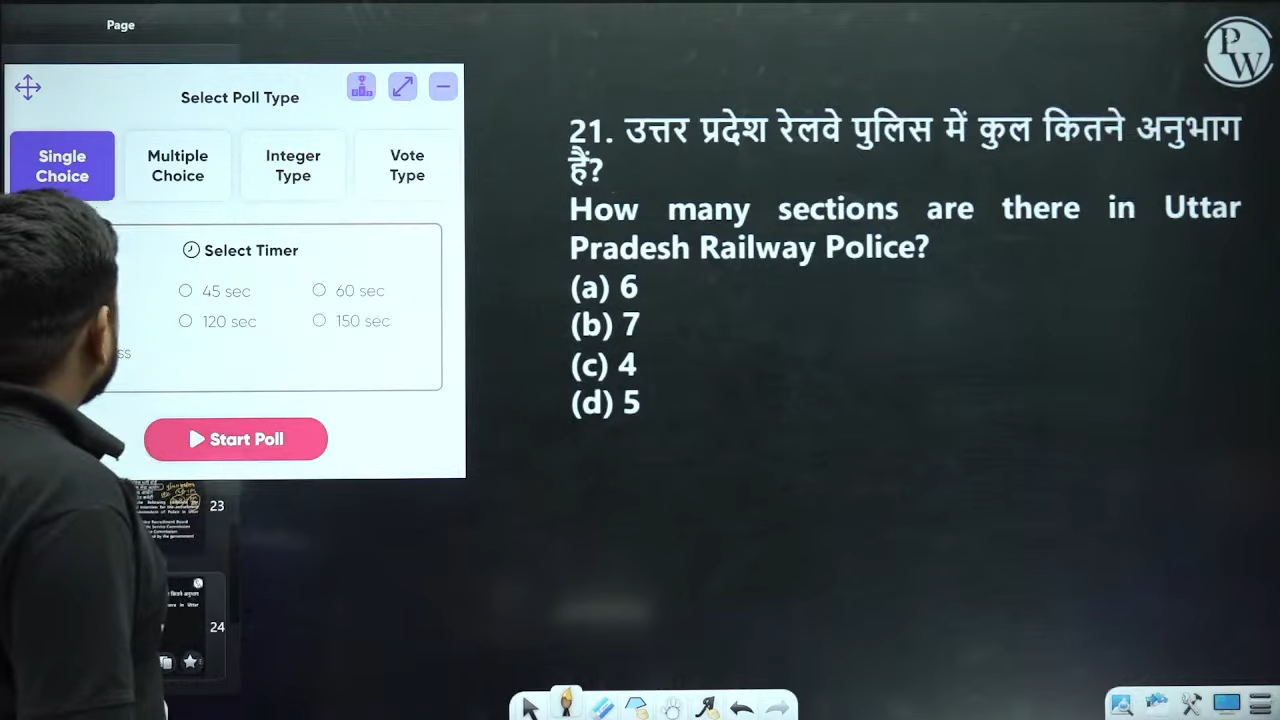 Page
PW
Select Poll Type
Single Choice
Multiple Choice
Integer Type
Vote Type
Select Timer
45 sec
60 sec
120 sec
150 sec
ss
Start Poll
23
24
21. उत्तर प्रदेश रेलवे पुलिस में कुल कितने अनुभाग
हैं?
How many sections are there in Uttar
Pradesh Railway Police?
(a) 6
(b) 7
(c) 4
(d) 5